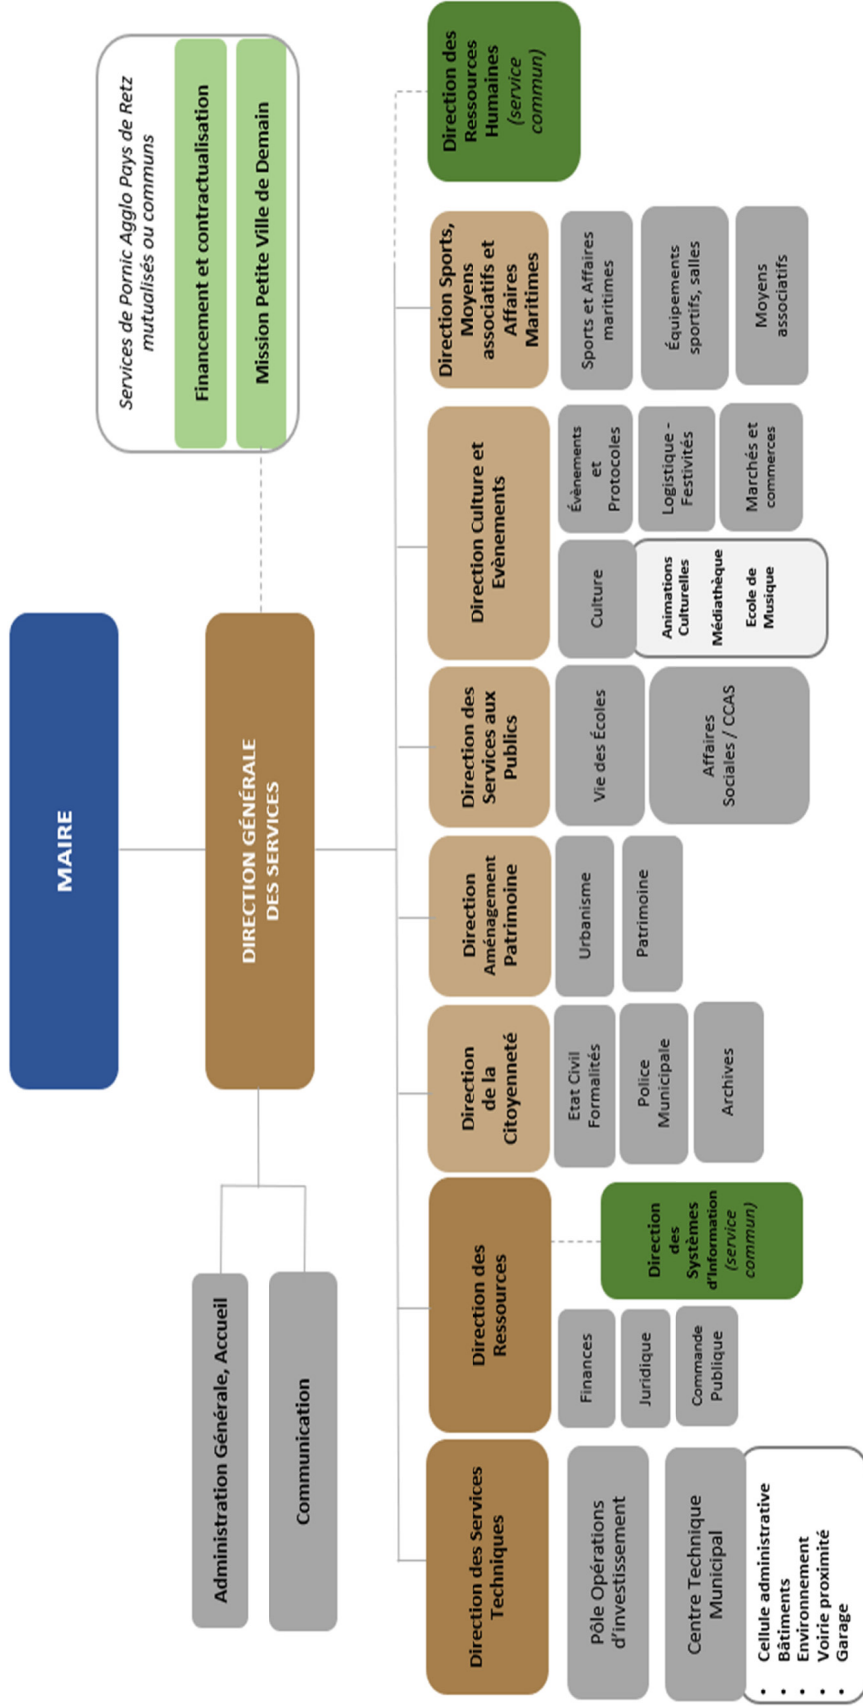 MAIRE
Services de Pornic Agglo Pays de Retz
mutualisés ou communs
Financement et contractualisation
Mission Petite Ville de Demain
DIRECTION GÉNÉRALE
DES SERVICES
Administration Générale, Accueil
Communication
Direction des Services
Techniques
Pôle Opérations
d'investissement
Centre Technique
Municipal
• Cellule administrative
• Bâtiments
• Environnement
• Voirie proximité
• Garage
Direction des
Ressources
Finances
Juridique
Commande
Publique
Direction
des
Systèmes
d'Information
(service
commun)
Direction
de la
Citoyenneté
Etat Civil
Formalités
Police
Municipale
Archives
Direction
Aménagement
Patrimoine
Urbanisme
Patrimoine
Direction des
Services aux
Publics
Vie des Écoles
Affaires
Sociales / CCAS
Direction Culture et
Evènements
Culture
Animations
Culturelles
Médiathèque
Ecole de
Musique
Évènements
et
Protocoles
Logistique -
Festivités
Marchés et
commerces
Direction Sports,
Moyens
associatifs et
Affaires
Maritimes
Sports et Affaires
maritimes
Équipements
sportifs, salles
Moyens
associatifs
Direction des
Ressources
Humaines
(service
commun)